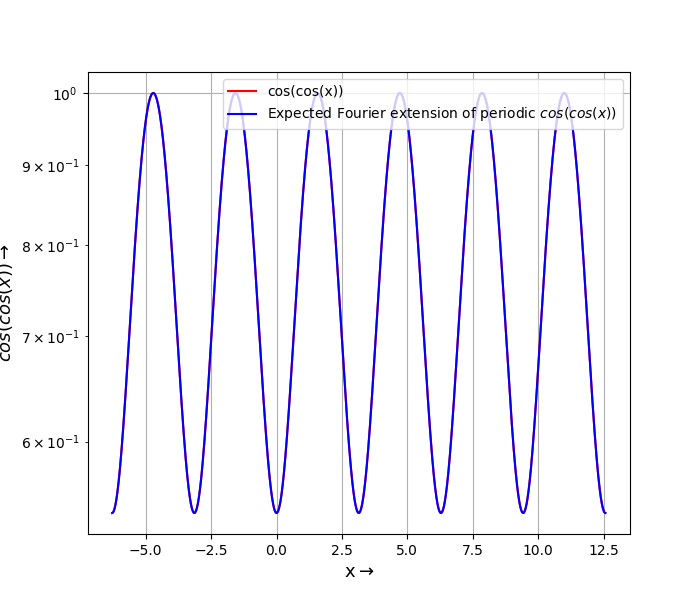 cos(cos(x))
Expected Fourier extension of periodic cos(cos(x))
10⁰
9 × 10⁻¹
8 × 10⁻¹
7 × 10⁻¹
6 × 10⁻¹
cos(cos(x)) →
−5.0 −2.5 0.0 2.5 5.0 7.5 10.0 12.5
x →